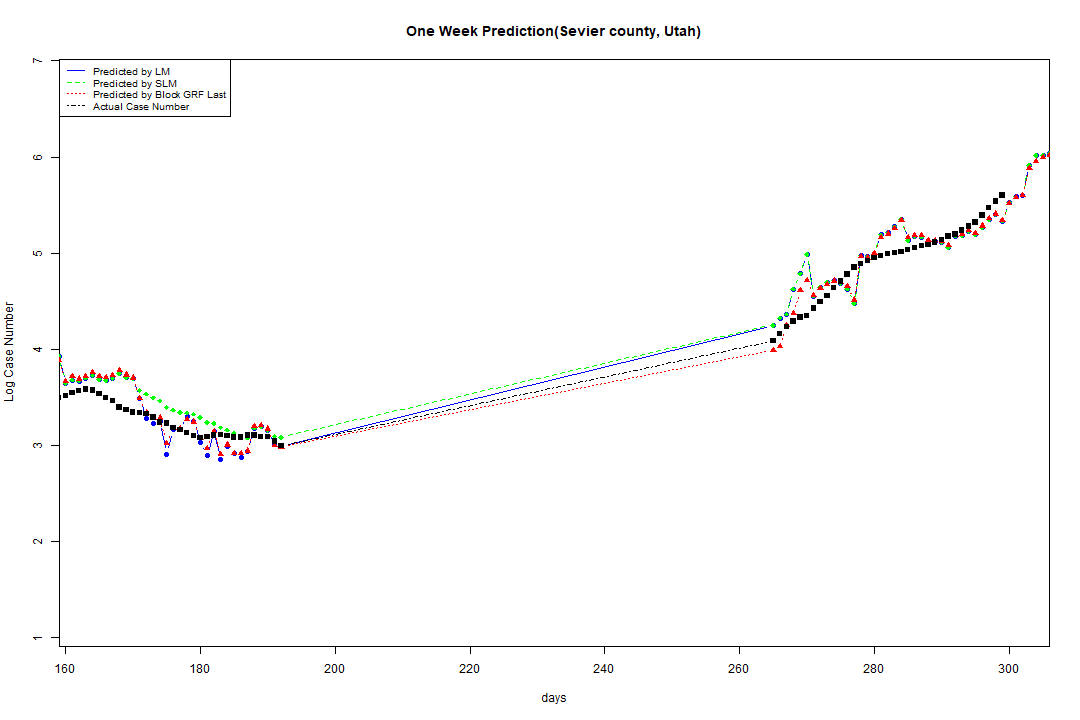 One Week Prediction(Sevier county, Utah)
Predicted by LM
Predicted by SLM
Predicted by Block GRF Last
Actual Case Number
7
6
5
4
3
2
1
Log Case Number
160 180 200 220 240 260 280 300
days